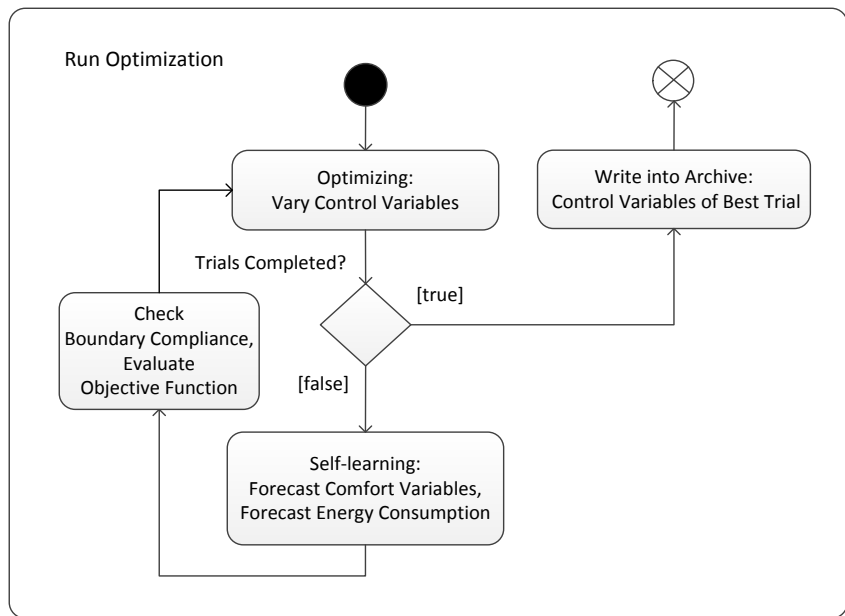 Run Optimization
Optimizing:
Vary Control Variables
Write into Archive:
Control Variables of Best Trial
Trials Completed?
[true]
Check
Boundary Compliance,
Evaluate
Objective Function
[false]
Self-learning:
Forecast Comfort Variables,
Forecast Energy Consumption